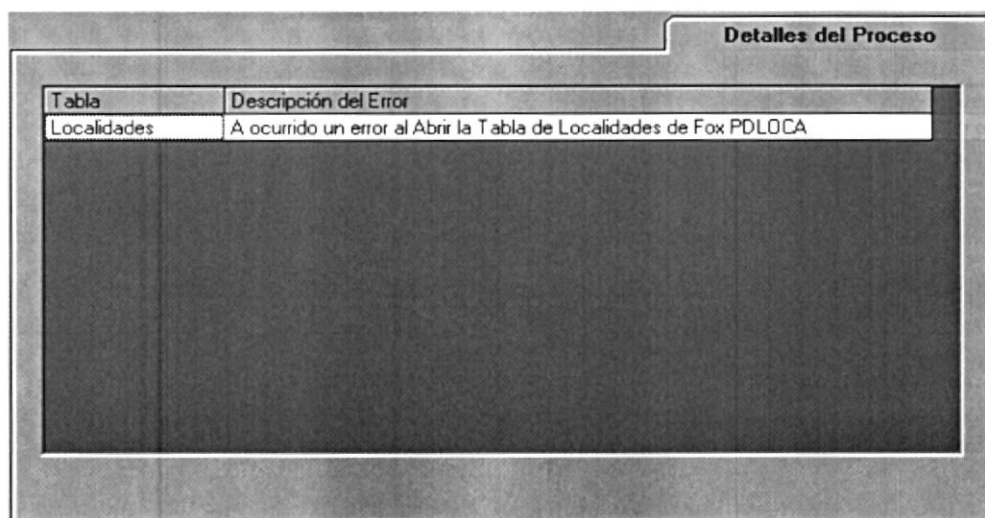 Detalles del Proceso
Tabla Descripción del Error
Localidades A ocurrido un error al Abrir la Tabla de Localidades de Fox PDLOCA